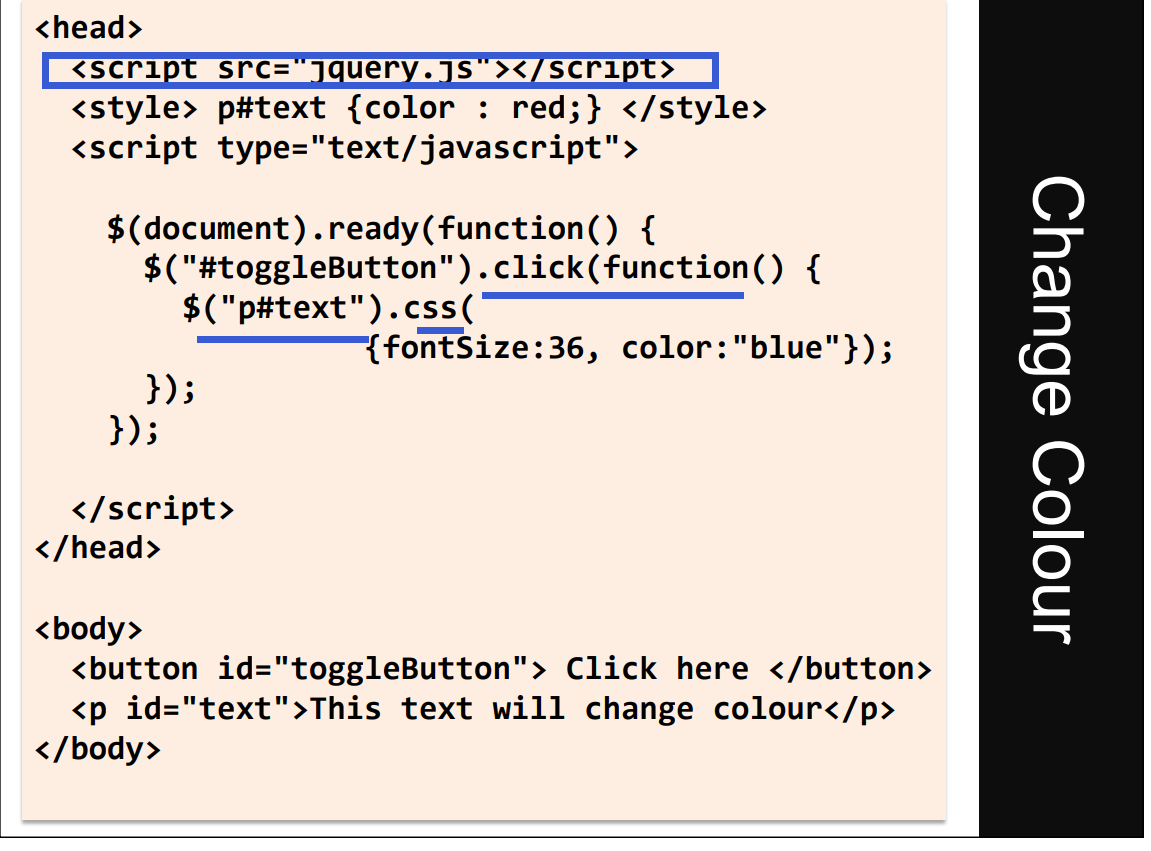 <head>
<script src="jquery.js"></script>
<style> p#text {color : red;} </style>
<script type="text/javascript">
$(document).ready(function() {
$("#toggleButton").click(function() {
$("p#text").css(
{fontSize:36, color:"blue"});
});
});
</script>
</head>
<body>
<button id="toggleButton"> Click here </button>
<p id="text">This text will change colour</p>
</body>
Change Colour